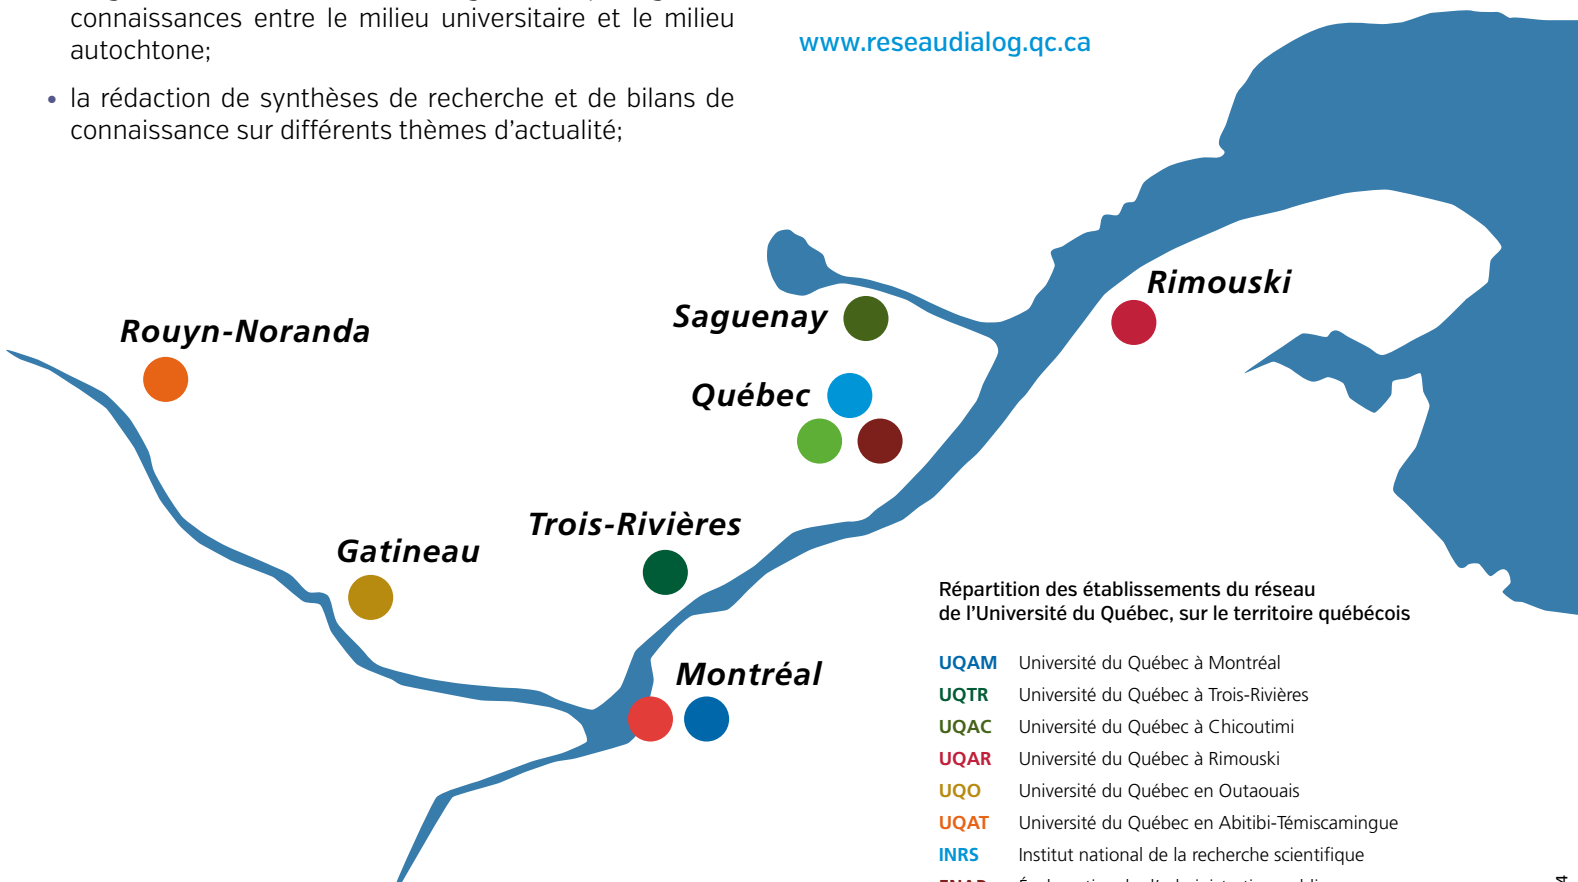 connaissances entre le milieu universitaire et le milieu
autochtone;
• la rédaction de synthèses de recherche et de bilans de
connaissance sur différents thèmes d'actualité;
www.reseaudialog.qc.ca
Rimouski
Saguenay
Rouyn-Noranda
Québec
Trois-Rivières
Gatineau
Montréal
Répartition des établissements du réseau
de l'Université du Québec, sur le territoire québécois
UQAM Université du Québec à Montréal
UQTR Université du Québec à Trois-Rivières
UQAC Université du Québec à Chicoutimi
UQAR Université du Québec à Rimouski
UQO Université du Québec en Outaouais
UQAT Université du Québec en Abitibi-Témiscamingue
INRS Institut national de la recherche scientifique